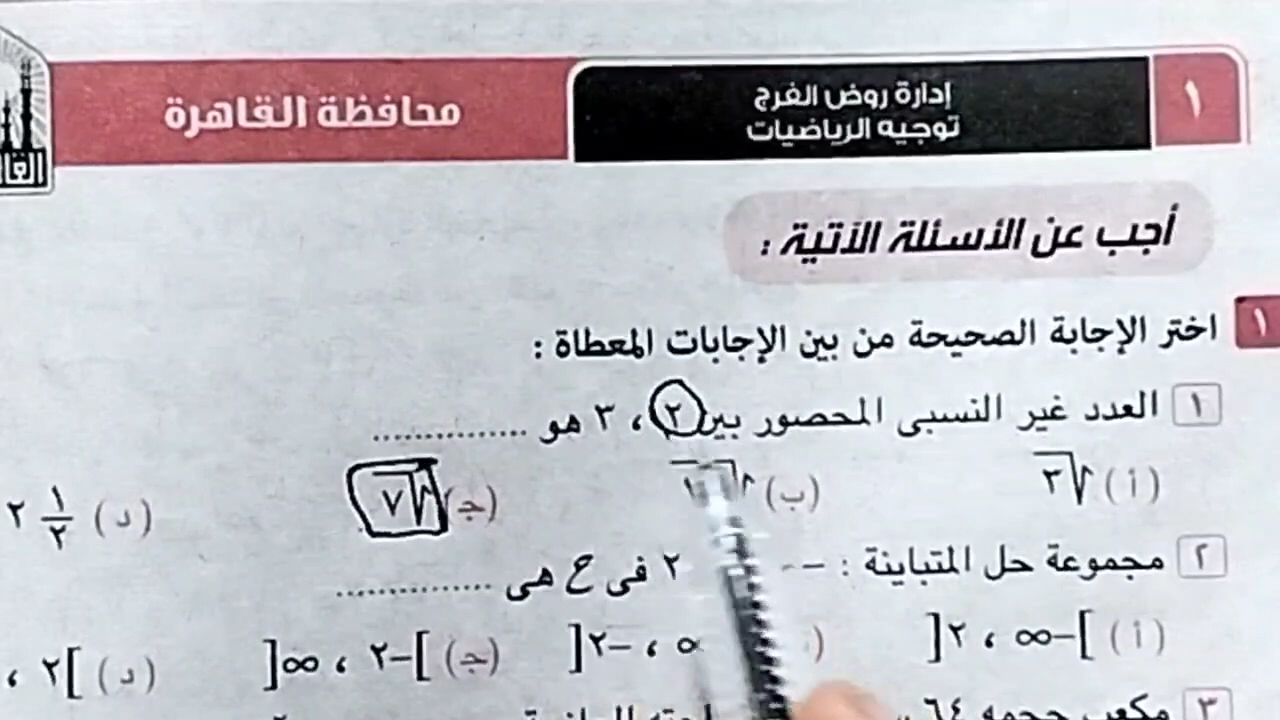 ١
إدارة روض الفرج
توجيه الرياضيات
محافظة القاهرة
أجب عن الأسئلة الآتية :
١ اختر الإجابة الصحيحة من بين الإجابات المعطاة :
١ العدد غير النسبى المحصور بين ٢ ، ٣ هو ..............
(أ) √٣ (ب) (جـ) √٧ (د) ٢ ١/٢
٢ مجموعة حل المتباينة : – ٢ فى ح هى ..............
(أ) ]–∞ ، ٢[ ، –٢[ (جـ) ]–٢ ، ∞[ (د) ]٢ ،
٣ مكعب حجمه ٦٤